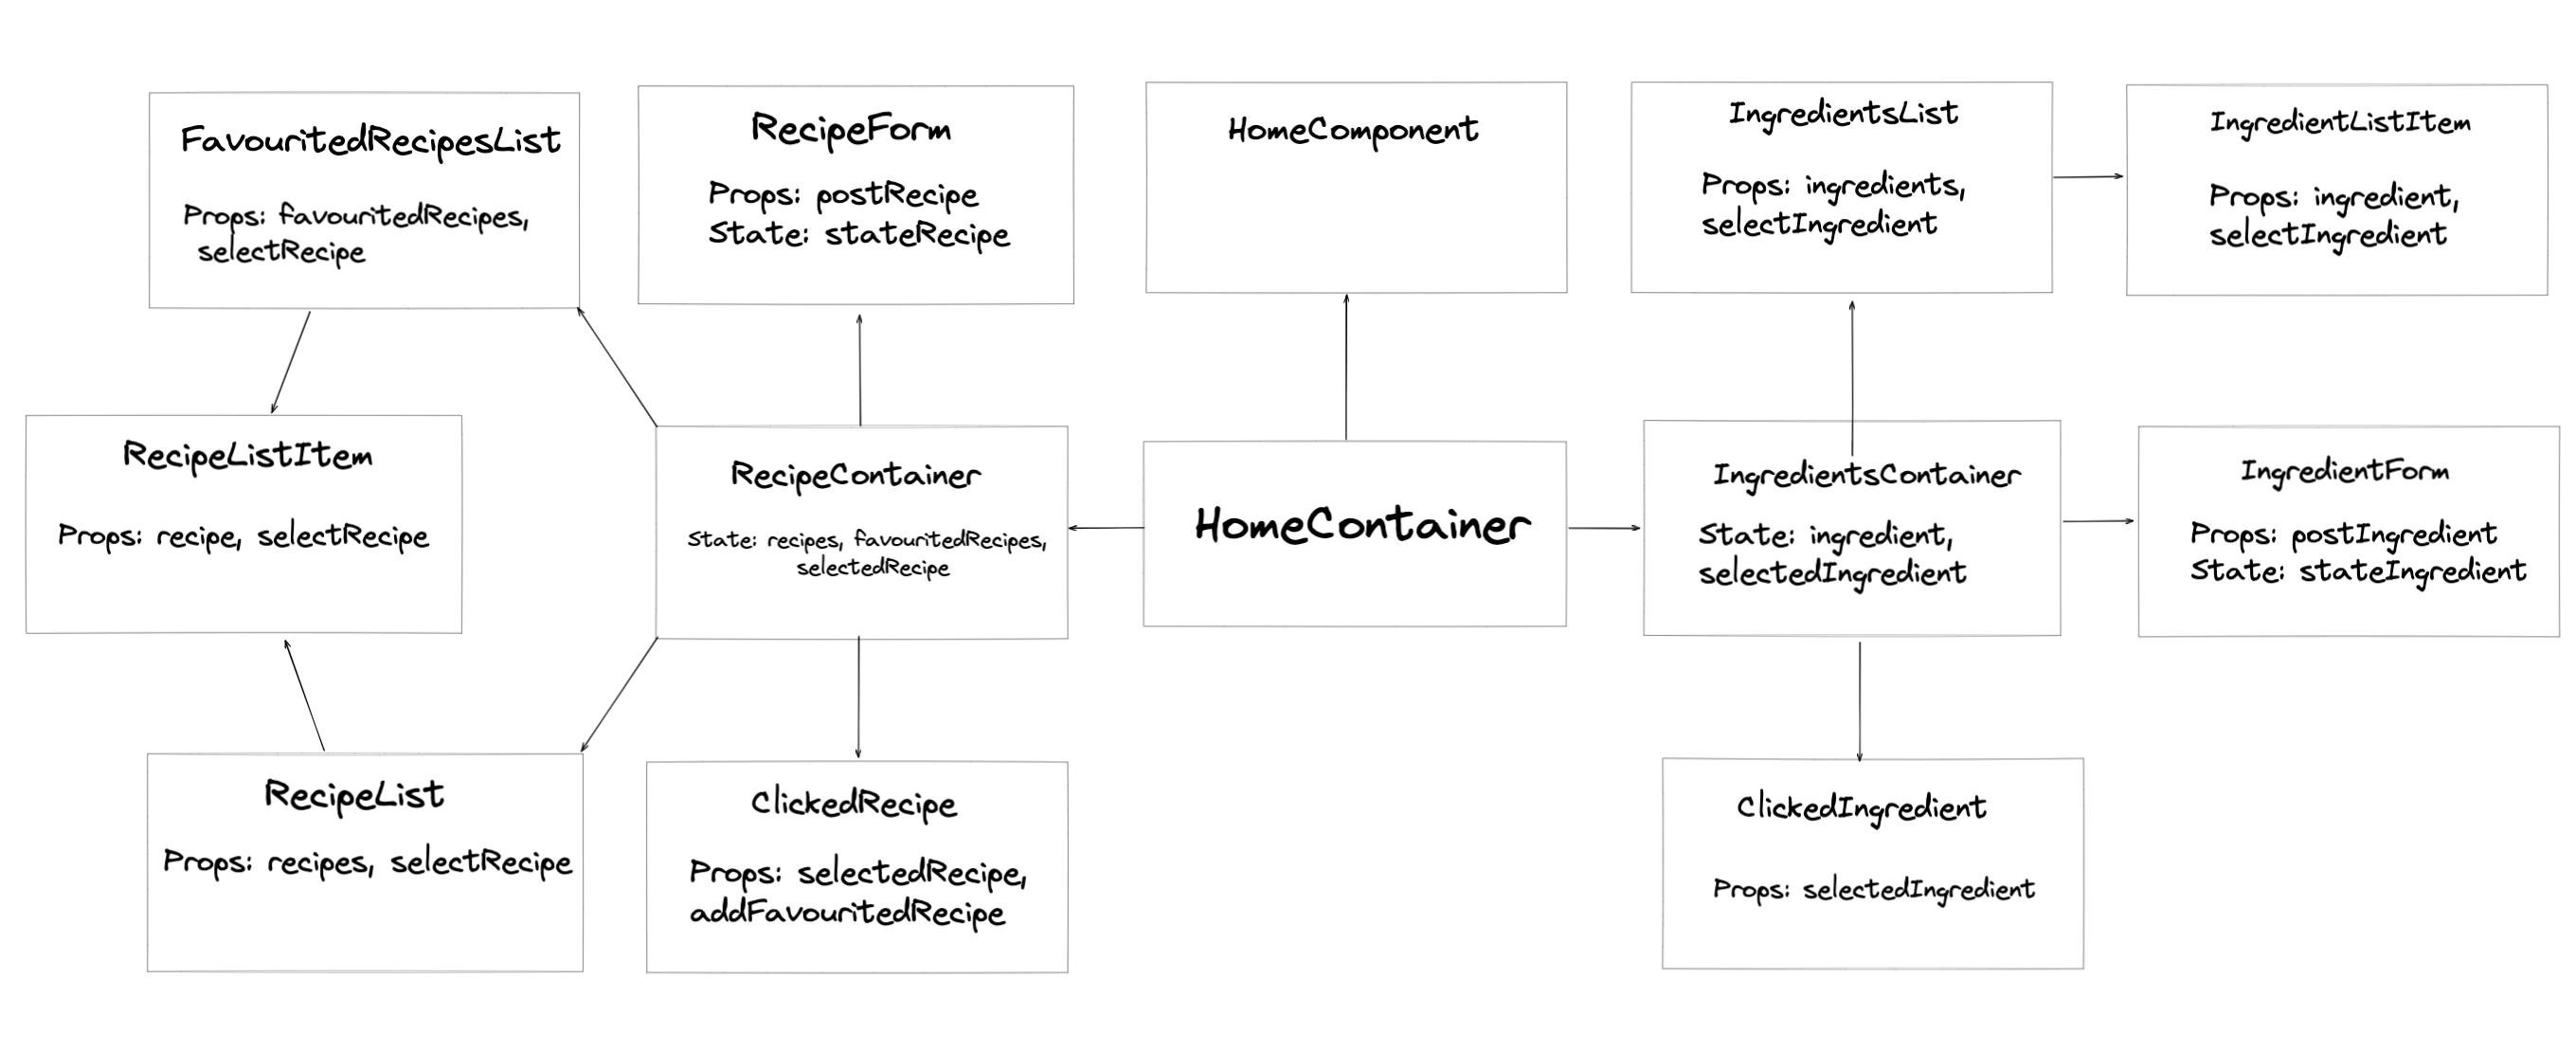 FavouritedRecipesList
Props: favouritedRecipes,
selectRecipe
RecipeForm
Props: postRecipe
State: stateRecipe
HomeComponent
IngredientsList
Props: ingredients,
selectIngredient
IngredientListItem
Props: ingredient,
selectIngredient
RecipeListItem
Props: recipe, selectRecipe
RecipeContainer
State: recipes, favouritedRecipes,
selectedRecipe
HomeContainer
IngredientsContainer
State: ingredient,
selectedIngredient
IngredientForm
Props: postIngredient
State: stateIngredient
RecipeList
Props: recipes, selectRecipe
ClickedRecipe
Props: selectedRecipe,
addFavouritedRecipe
ClickedIngredient
Props: selectedIngredient